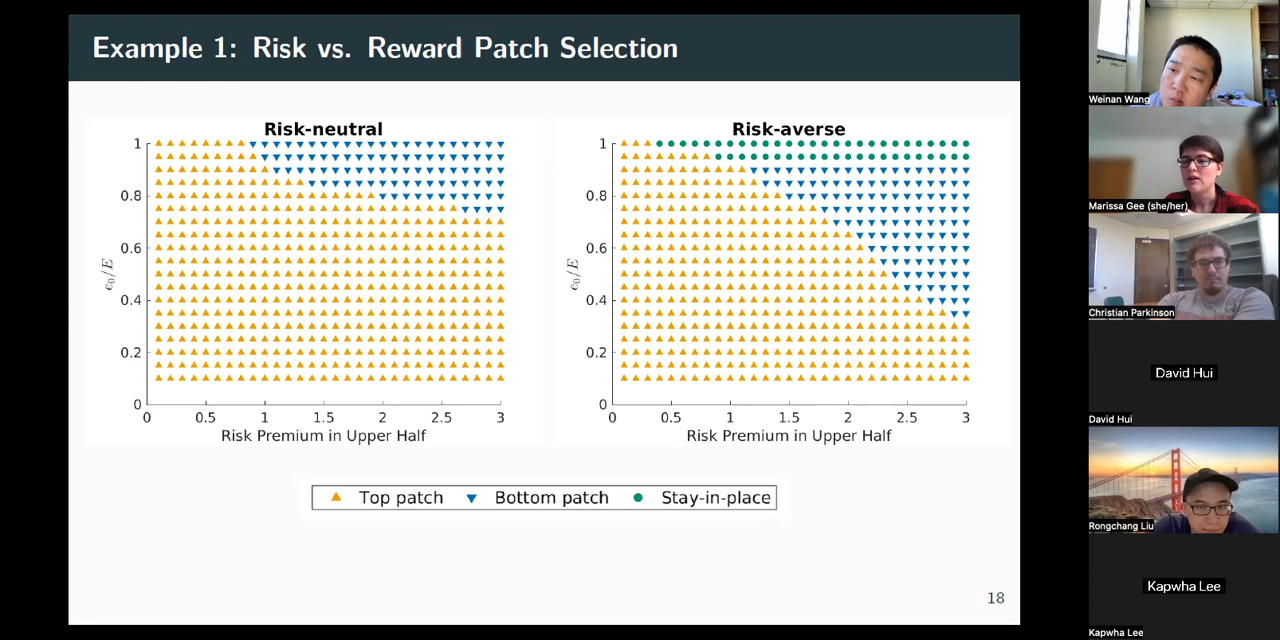 Example 1: Risk vs. Reward Patch Selection
Risk-neutral
1
0.8
0.6
0.4
0.2
0
e₀/E
0 0.5 1 1.5 2 2.5 3
Risk Premium in Upper Half
Risk-averse
1
0.8
0.6
0.4
0.2
0
e₀/E
0 0.5 1 1.5 2 2.5 3
Risk Premium in Upper Half
Top patch Bottom patch Stay-in-place
18
Weinan Wang
Marissa Gee (she/her)
Christian Parkinson
David Hui
David Hui
Rongchang Liu
Kapwha Lee
Kapwha Lee